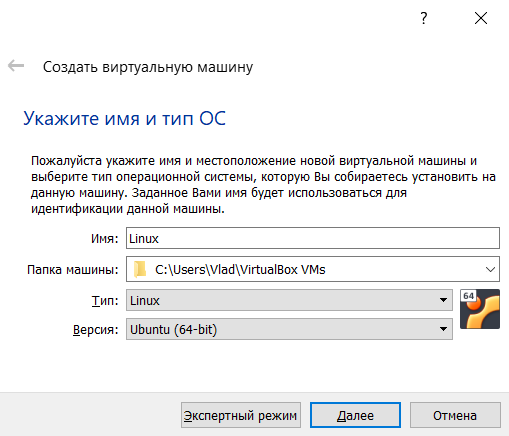 ?
Создать виртуальную машину
Укажите имя и тип ОС
Пожалуйста укажите имя и местоположение новой виртуальной машины и
выберите тип операционной системы, которую Вы собираетесь установить на
данную машину. Заданное Вами имя будет использоваться для
идентификации данной машины.
Имя: Linux
Папка машины: C:\Users\Vlad\VirtualBox VMs
Тип: Linux
64
Версия: Ubuntu (64-bit)
Экспертный режим Далее Отмена